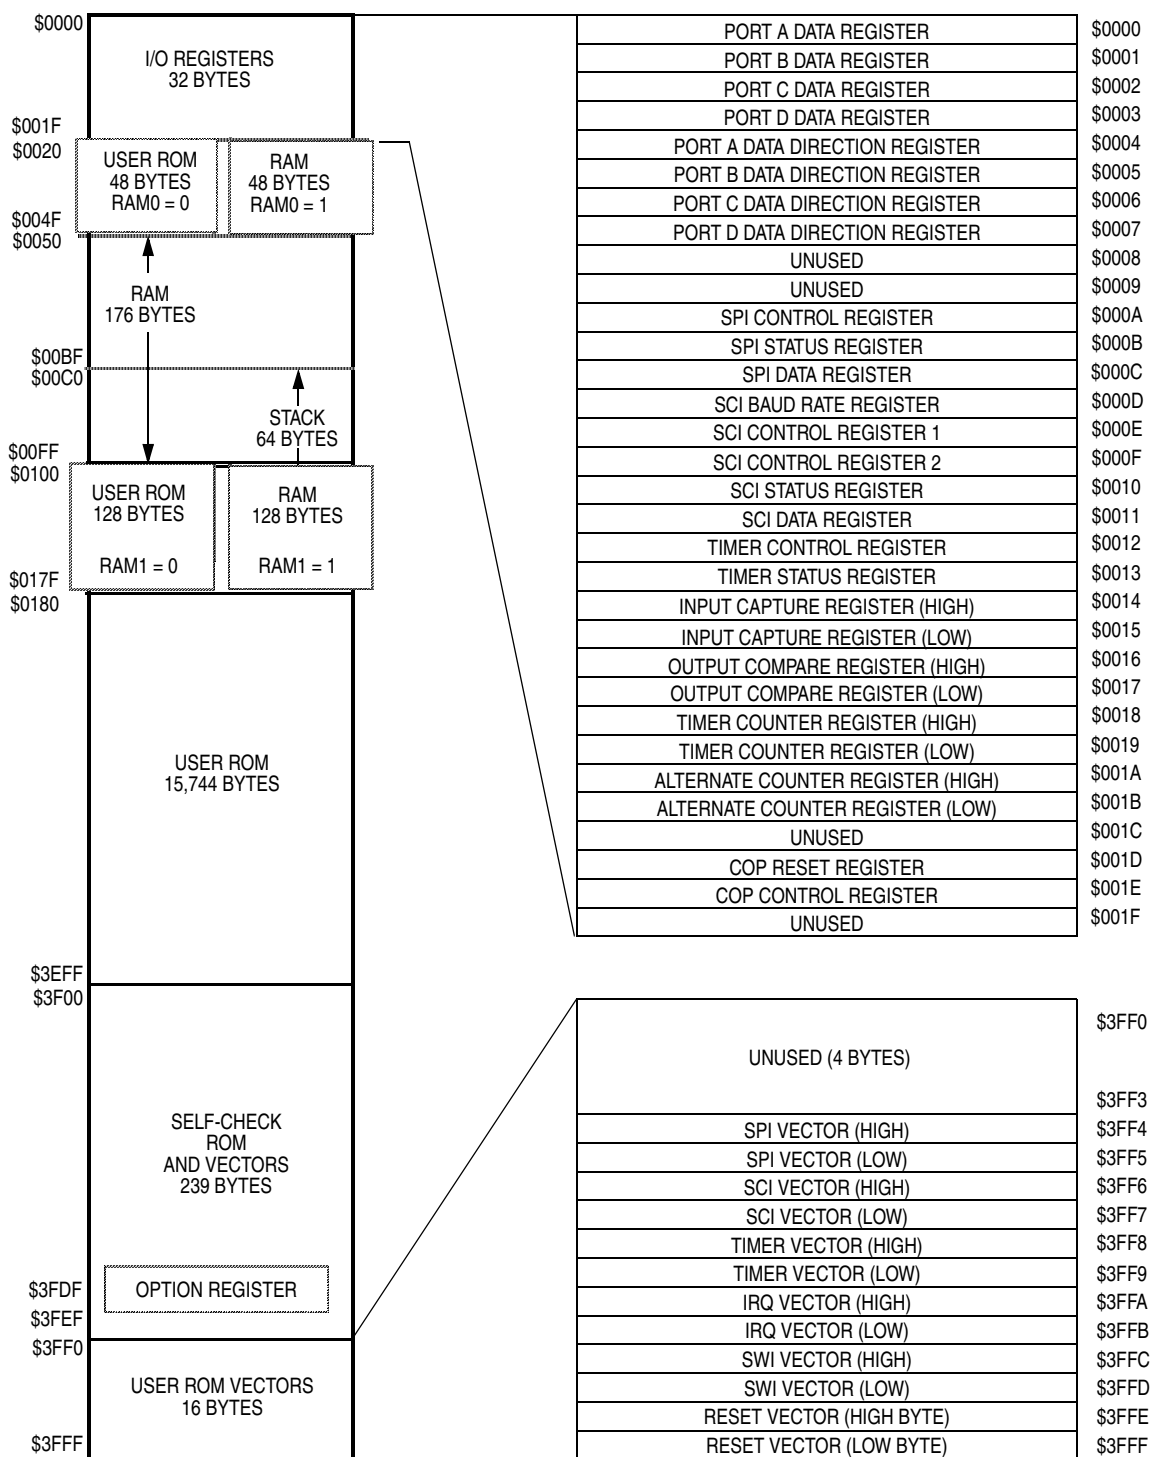 $0000
I/O REGISTERS
32 BYTES
$001F
$0020
USER ROM
48 BYTES
RAM0 = 0
RAM
48 BYTES
RAM0 = 1
$004F
$0050
RAM
176 BYTES
$00BF
$00C0
STACK
64 BYTES
$00FF
$0100
USER ROM
128 BYTES
RAM1 = 0
RAM
128 BYTES
RAM1 = 1
$017F
$0180
USER ROM
15,744 BYTES
$3EFF
$3F00
SELF-CHECK
ROM
AND VECTORS
239 BYTES
$3FDF
OPTION REGISTER
$3FEF
$3FF0
USER ROM VECTORS
16 BYTES
$3FFF
PORT A DATA REGISTER $0000
PORT B DATA REGISTER $0001
PORT C DATA REGISTER $0002
PORT D DATA REGISTER $0003
PORT A DATA DIRECTION REGISTER $0004
PORT B DATA DIRECTION REGISTER $0005
PORT C DATA DIRECTION REGISTER $0006
PORT D DATA DIRECTION REGISTER $0007
UNUSED $0008
UNUSED $0009
SPI CONTROL REGISTER $000A
SPI STATUS REGISTER $000B
SPI DATA REGISTER $000C
SCI BAUD RATE REGISTER $000D
SCI CONTROL REGISTER 1 $000E
SCI CONTROL REGISTER 2 $000F
SCI STATUS REGISTER $0010
SCI DATA REGISTER $0011
TIMER CONTROL REGISTER $0012
TIMER STATUS REGISTER $0013
INPUT CAPTURE REGISTER (HIGH) $0014
INPUT CAPTURE REGISTER (LOW) $0015
OUTPUT COMPARE REGISTER (HIGH) $0016
OUTPUT COMPARE REGISTER (LOW) $0017
TIMER COUNTER REGISTER (HIGH) $0018
TIMER COUNTER REGISTER (LOW) $0019
ALTERNATE COUNTER REGISTER (HIGH) $001A
ALTERNATE COUNTER REGISTER (LOW) $001B
UNUSED $001C
COP RESET REGISTER $001D
COP CONTROL REGISTER $001E
UNUSED $001F
$3FF0
UNUSED (4 BYTES)
$3FF3
SPI VECTOR (HIGH) $3FF4
SPI VECTOR (LOW) $3FF5
SCI VECTOR (HIGH) $3FF6
SCI VECTOR (LOW) $3FF7
TIMER VECTOR (HIGH) $3FF8
TIMER VECTOR (LOW) $3FF9
IRQ VECTOR (HIGH) $3FFA
IRQ VECTOR (LOW) $3FFB
SWI VECTOR (HIGH) $3FFC
SWI VECTOR (LOW) $3FFD
RESET VECTOR (HIGH BYTE) $3FFE
RESET VECTOR (LOW BYTE) $3FFF